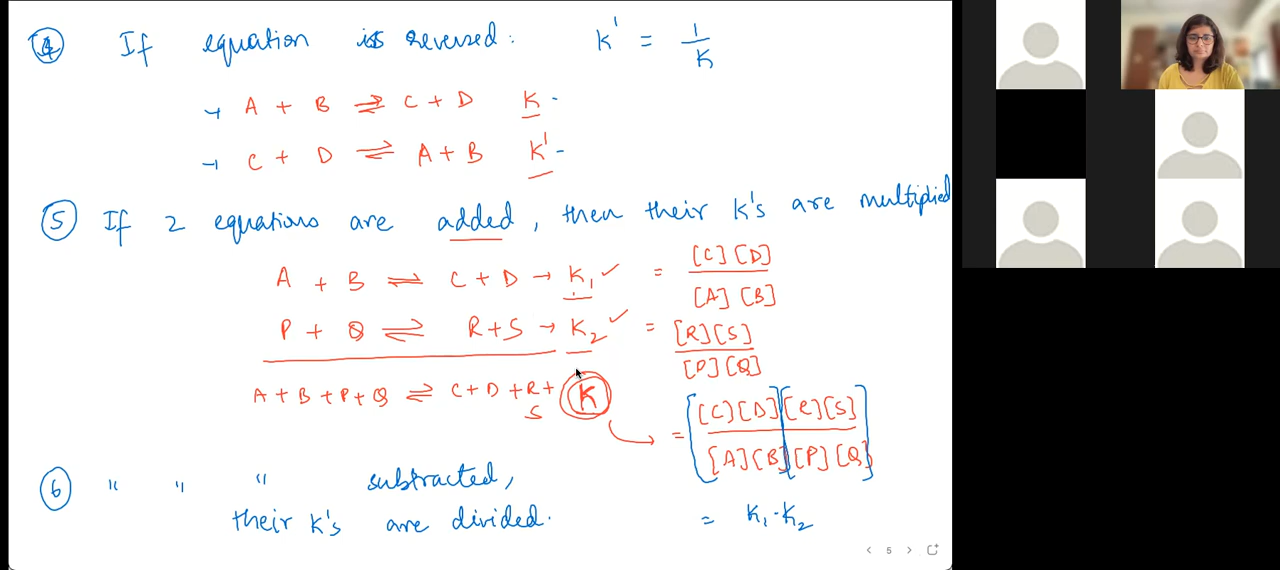 ④ If equation is reversed : K' = 1/K
→ A + B ⇌ C + D K -
→ C + D ⇌ A + B K' -
⑤ If 2 equations are added, then their K's are multiplied
A + B ⇌ C + D → K₁ ✓ = [C][D] / [A][B]
P + Q ⇌ R + S → K₂ ✓ = [R][S] / [P][Q]
A + B + P + Q ⇌ C + D + R + S K = [C][D][R][S] / [A][B][P][Q]
⑥ " " " subtracted,
their K's are divided.
= K₁ · K₂
< 5 >